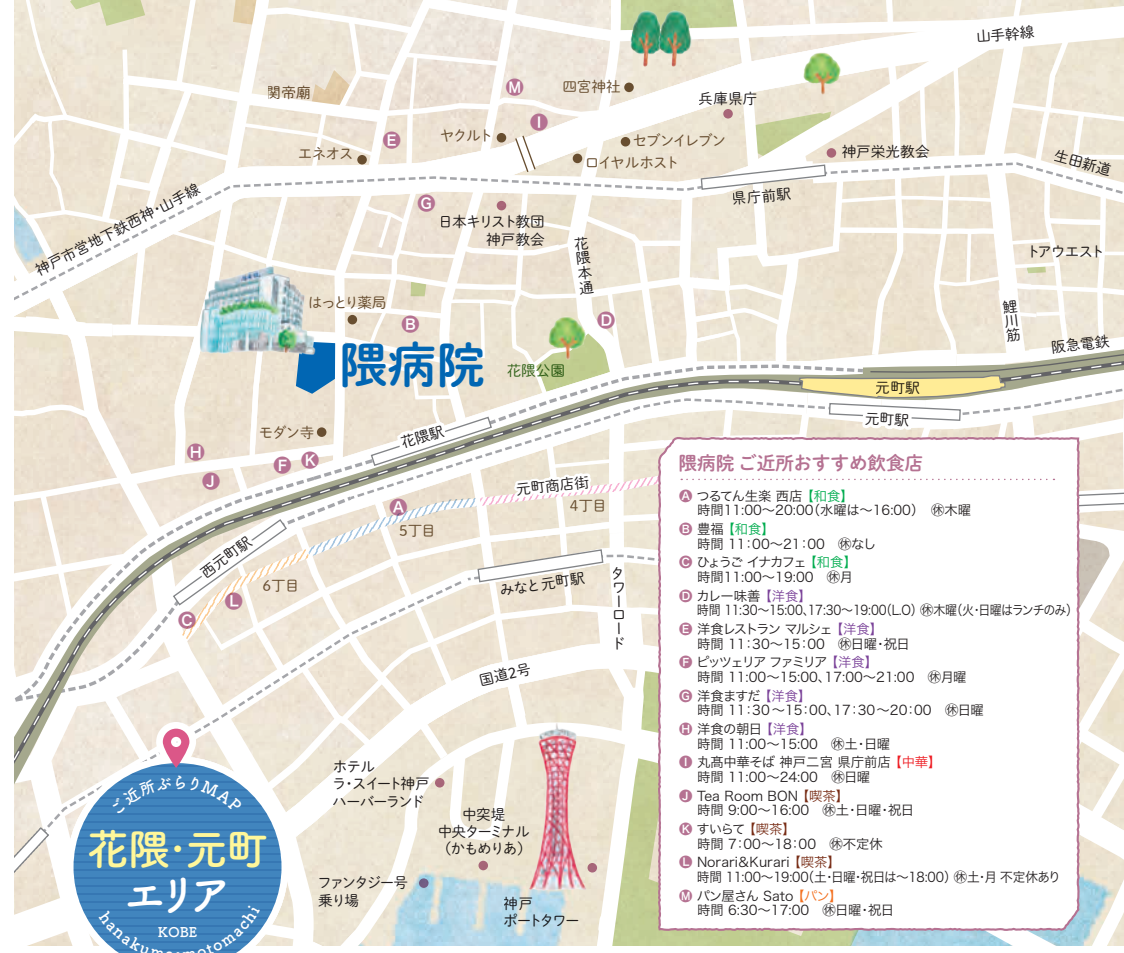 山手幹線
関帝廟
M
四宮神社
兵庫県庁
I
ヤクルト
E
セブンイレブン
エネオス
ロイヤルホスト
神戸栄光教会
生田新道
県庁前駅
神戸市営地下鉄西神・山手線
G
日本キリスト教団
神戸教会
花隈本通
トアウエスト
はっとり薬局
B
D
鯉川筋
隈病院
花隈公園
阪急電鉄
元町駅
元町駅
モダン寺
花隈駅
H
F
K
J
元町商店街
A
4丁目
5丁目
西元町駅
6丁目
みなと元町駅
タワーロード
L
C
国道2号
隈病院 ご近所おすすめ飲食店
A つるてん生楽 西店【和食】
時間11:00〜20:00(水曜は〜16:00) ㊡木曜
B 豊福【和食】
時間 11:00〜21:00 ㊡なし
C ひょうご イナカフェ【和食】
時間11:00〜19:00 ㊡月
D カレー味善【洋食】
時間 11:30〜15:00、17:30〜19:00(L.O) ㊡木曜(火・日曜はランチのみ)
E 洋食レストラン マルシェ【洋食】
時間 11:30〜15:00 ㊡日曜・祝日
F ピッツェリア ファミリア【洋食】
時間 11:00〜15:00、17:00〜21:00 ㊡月曜
G 洋食ますだ【洋食】
時間 11:30〜15:00、17:30〜20:00 ㊡日曜
H 洋食の朝日【洋食】
時間 11:00〜15:00 ㊡土・日曜
I 丸髙中華そば 神戸二宮 県庁前店【中華】
時間 11:00〜24:00 ㊡日曜
J Tea Room BON【喫茶】
時間 9:00〜16:00 ㊡土・日曜・祝日
K すいらて【喫茶】
時間 7:00〜18:00 ㊡不定休
L Norari&Kurari【喫茶】
時間 11:00〜19:00(土・日曜・祝日は〜18:00) ㊡土・月 不定休あり
M パン屋さん Sato【パン】
時間 6:30〜17:00 ㊡日曜・祝日
ホテル
ラ・スイート神戸
ハーバーランド
中突堤
中央ターミナル
(かもめりあ)
ファンタジー号
乗り場
神戸
ポートタワー
ご近所ぶらりMAP
花隈・元町
エリア
KOBE